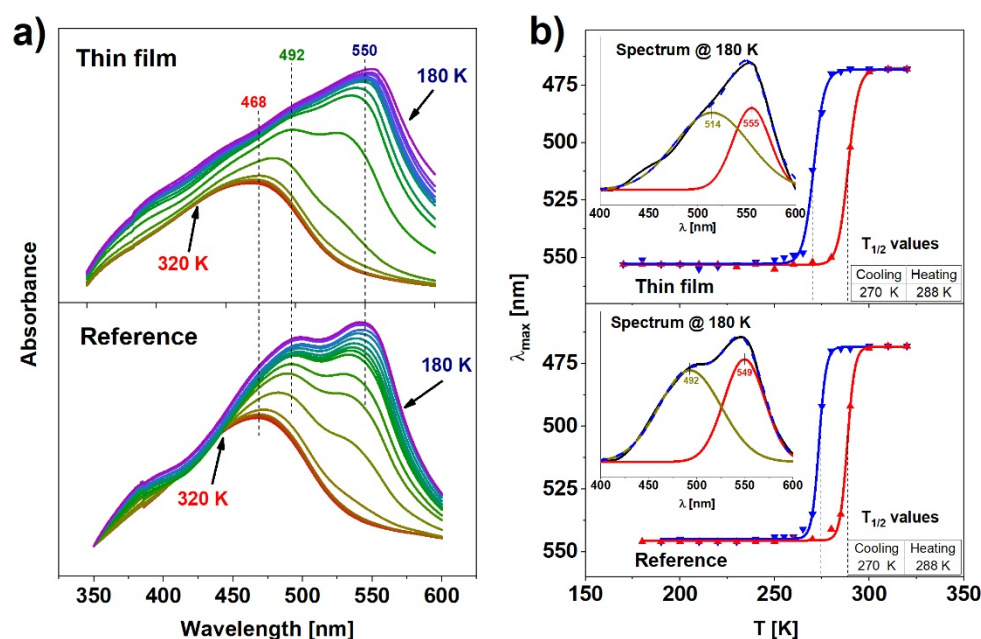 a)
Thin film
468
492
550
180 K
320 K
Reference
320 K
180 K
350 400 450 500 550 600
Wavelength [nm]
Absorbance
b)
Spectrum @ 180 K
514
555
400 450 500 550 600
λ [nm]
475
500
525
550
T1/2 values
Cooling Heating
270 K 288 K
Thin film
λmax [nm]
Spectrum @ 180 K
492
549
400 450 500 550 600
λ [nm]
475
500
525
550
T1/2 values
Cooling Heating
270 K 288 K
Reference
150 200 250 300 350
T [K]